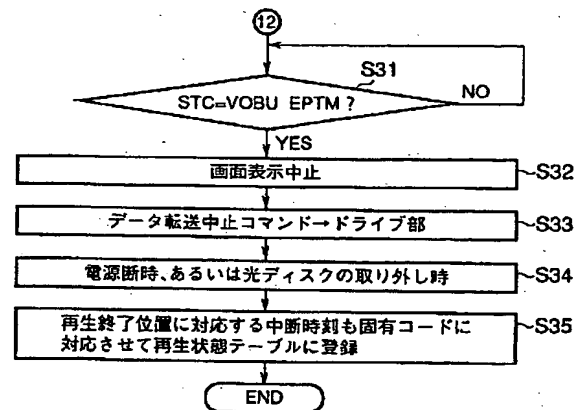 12
S31
STC=VOBU EPTM ?
NO
YES
画面表示中止
S32
データ転送中止コマンド→ドライブ部
S33
電源断時、あるいは光ディスクの取り外し時
S34
再生終了位置に対応する中断時刻も固有コードに
対応させて再生状態テーブルに登録
S35
END